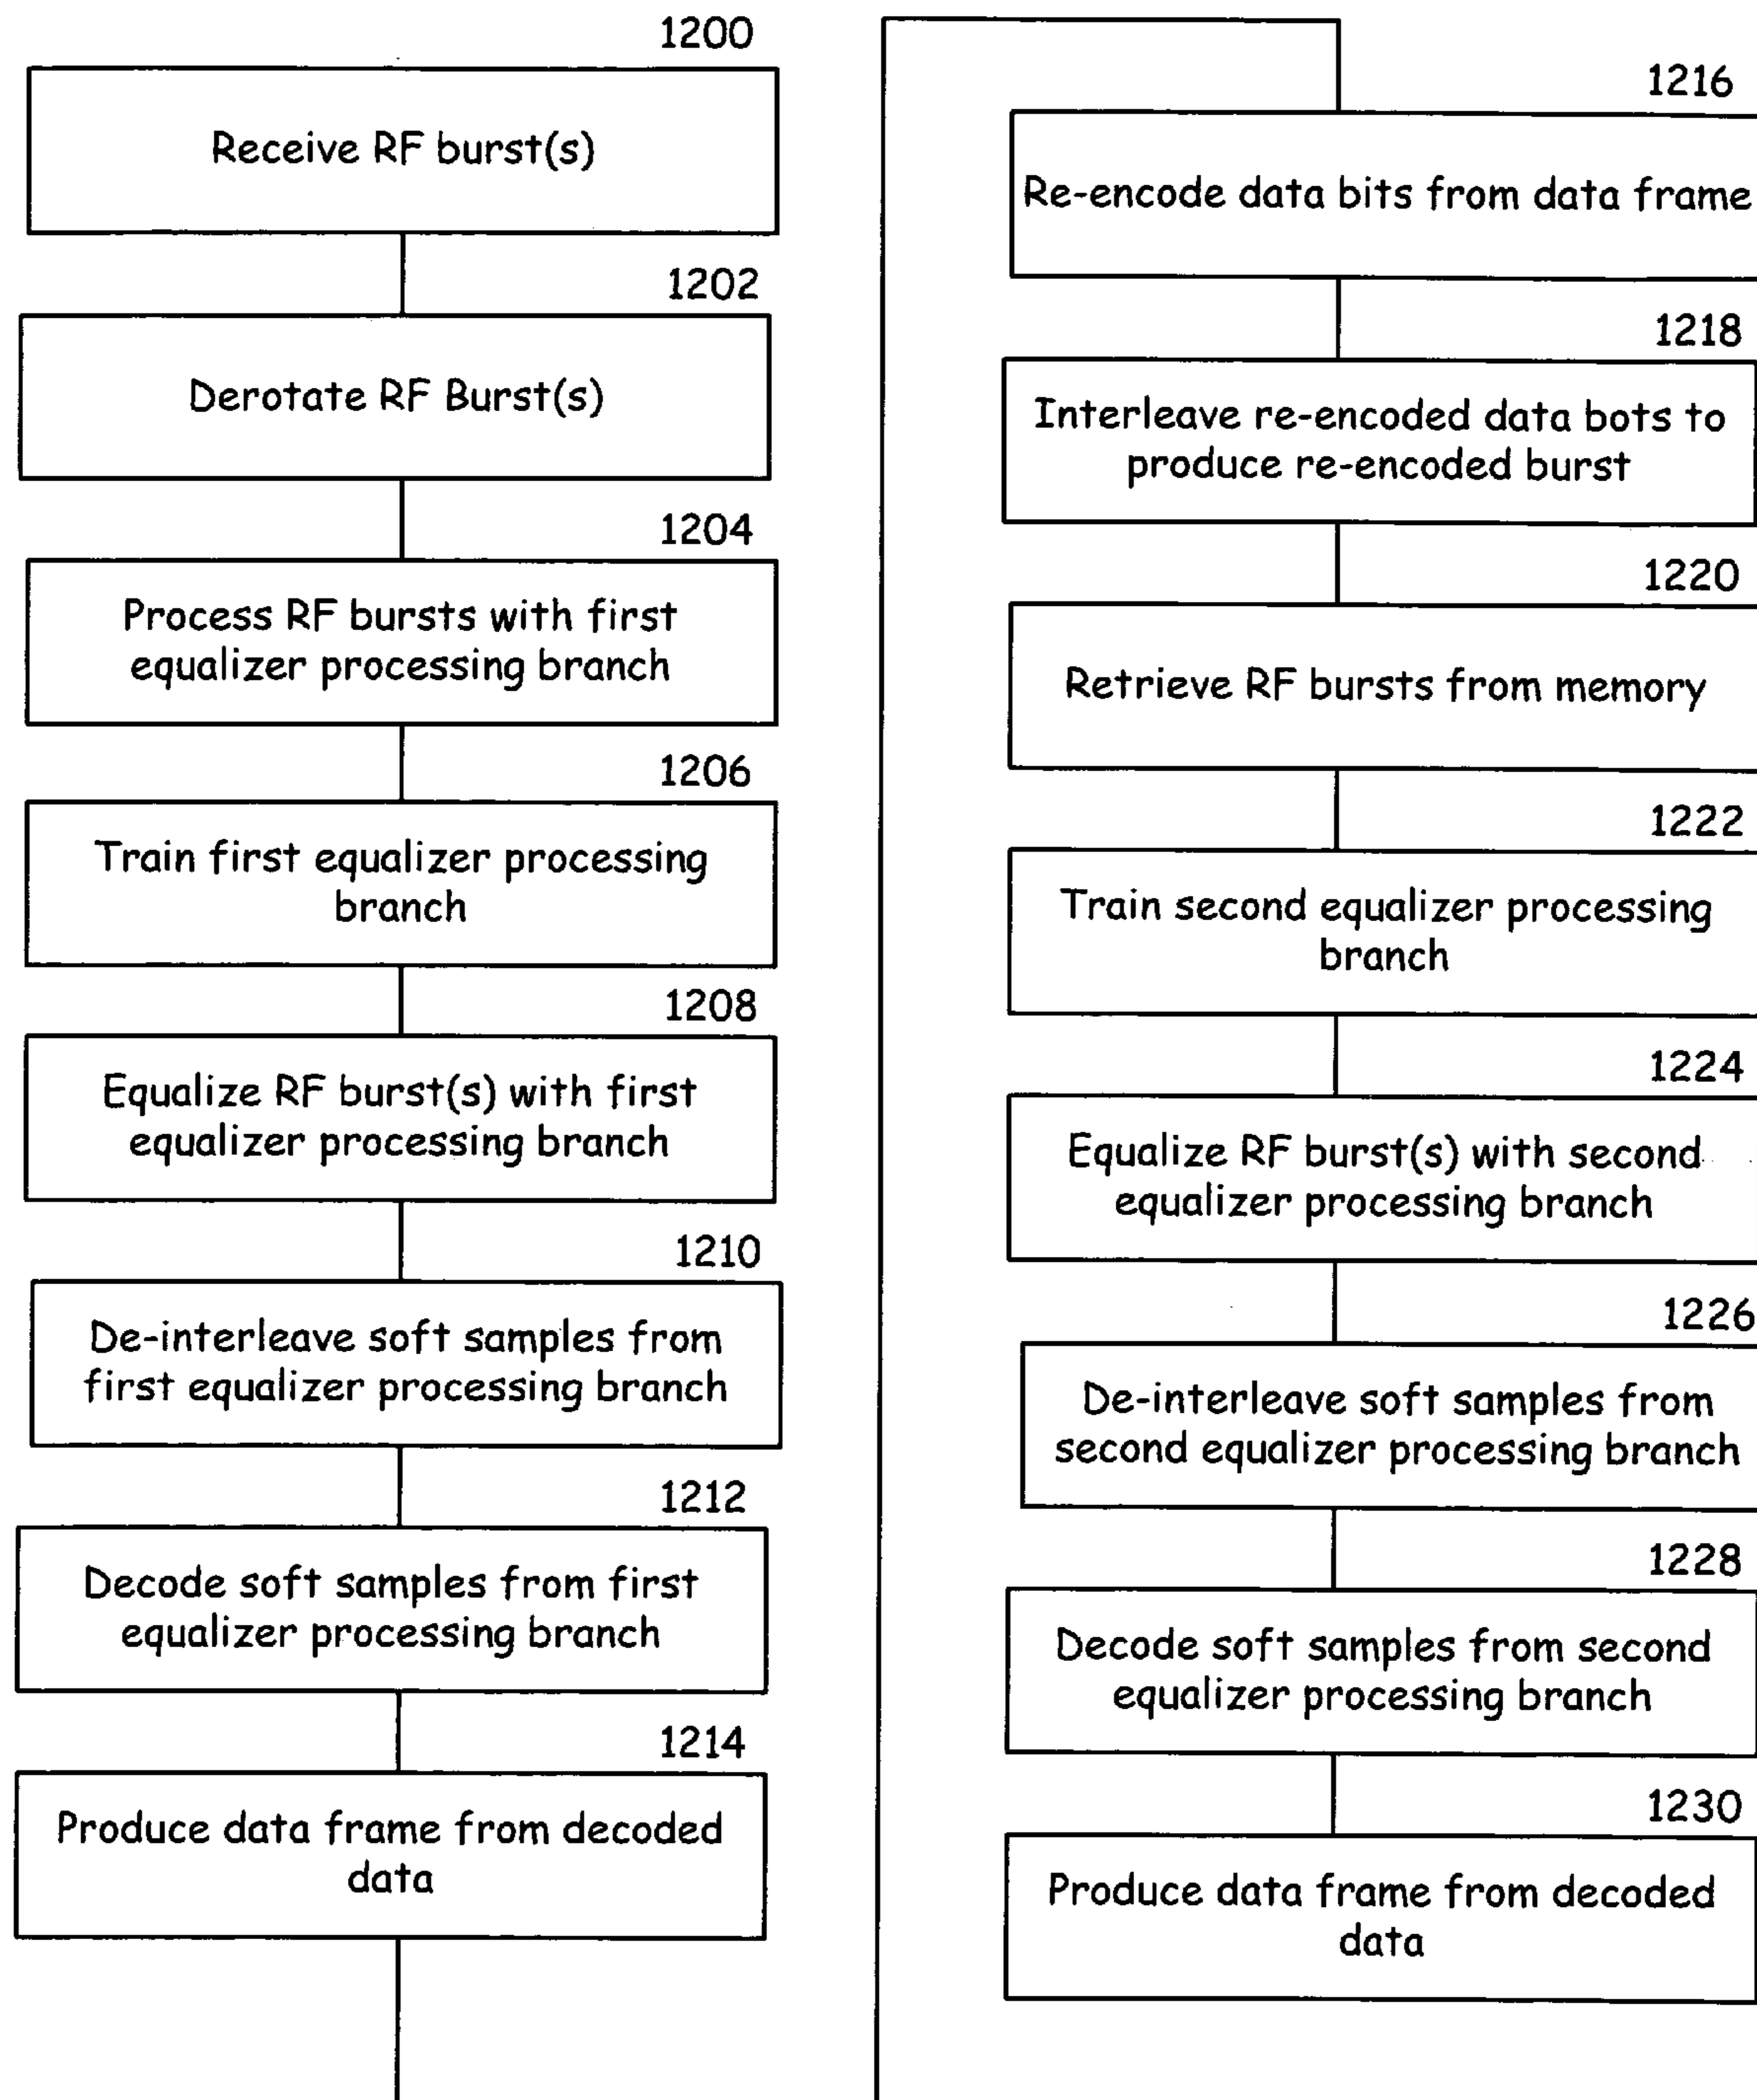 1200
Receive RF burst(s)
1202
Derotate RF Burst(s)
1204
Process RF bursts with first
equalizer processing branch
1206
Train first equalizer processing
branch
1208
Equalize RF burst(s) with first
equalizer processing branch
1210
De-interleave soft samples from
first equalizer processing branch
1212
Decode soft samples from first
equalizer processing branch
1214
Produce data frame from decoded
data
1216
Re-encode data bits from data frame
1218
Interleave re-encoded data bots to
produce re-encoded burst
1220
Retrieve RF bursts from memory
1222
Train second equalizer processing
branch
1224
Equalize RF burst(s) with second
equalizer processing branch
1226
De-interleave soft samples from
second equalizer processing branch
1228
Decode soft samples from second
equalizer processing branch
1230
Produce data frame from decoded
data